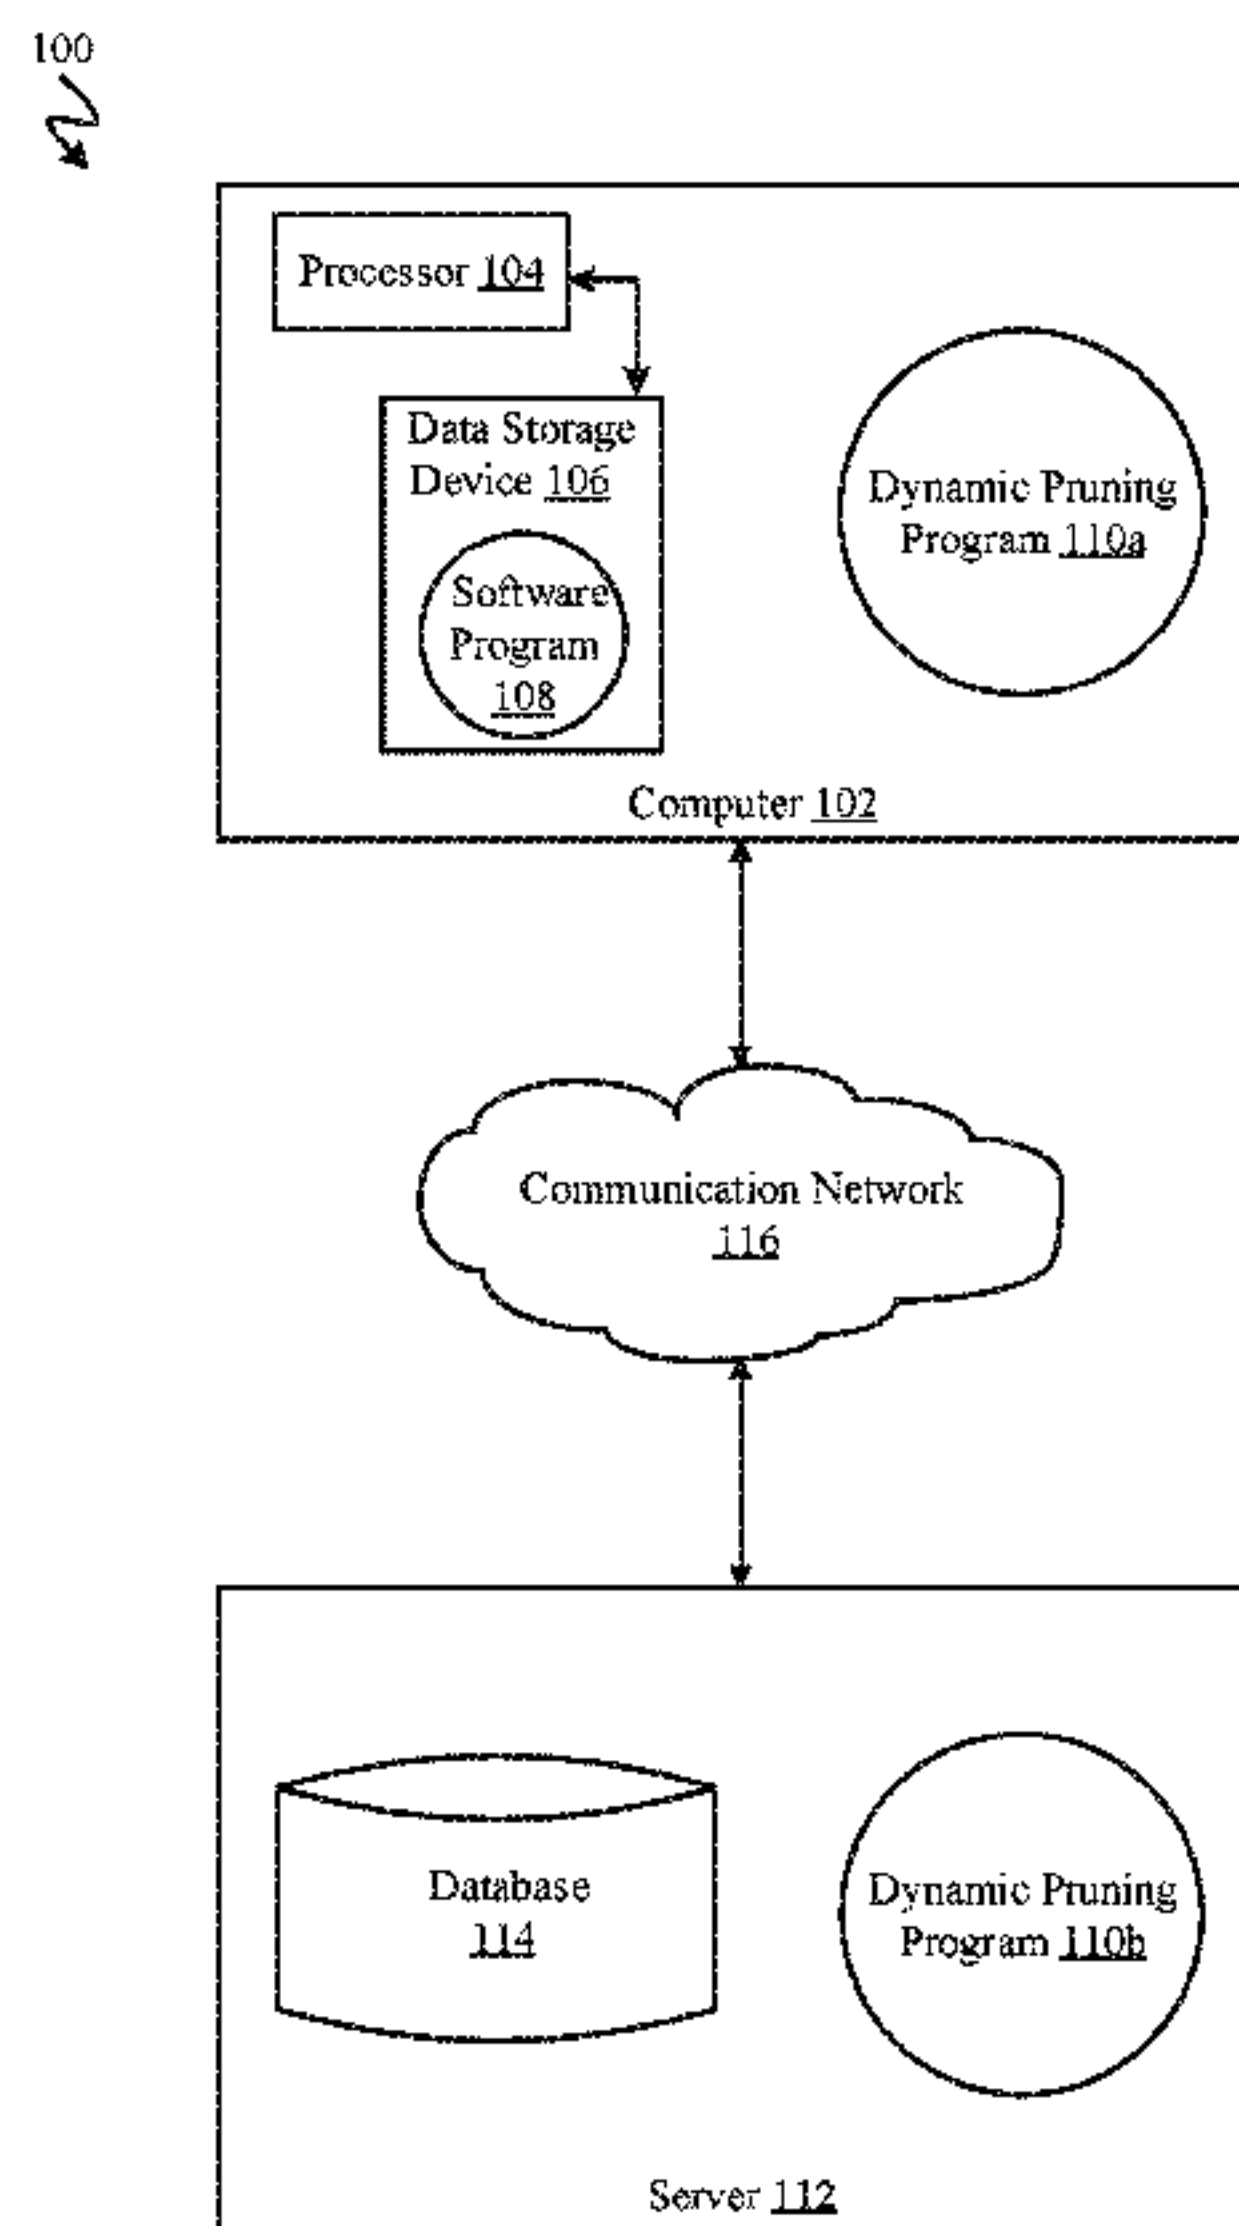 100
Processor 104
Data Storage
Device 106
Software
Program
108
Dynamic Pruning
Program 110a
Computer 102
Communication Network
116
Database
114
Dynamic Pruning
Program 110b
Server 112